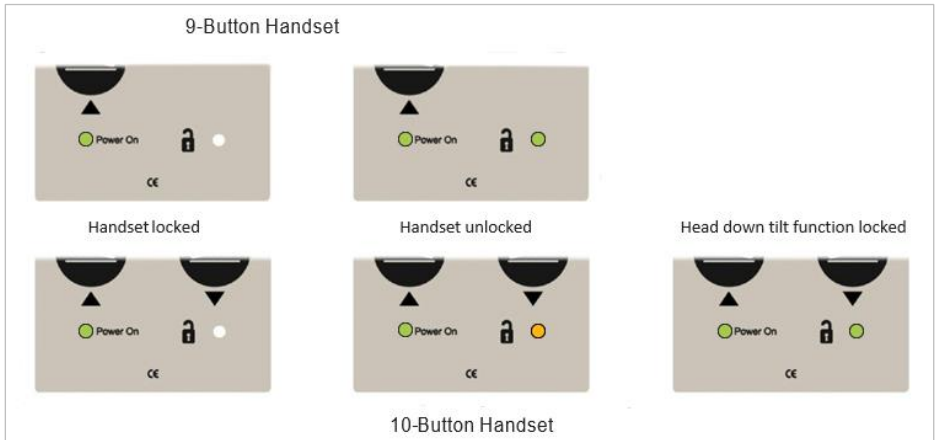 9-Button Handset
Power On
CE
Power On
CE
Handset locked
Handset unlocked
Head down tilt function locked
Power On
CE
Power On
CE
Power On
CE
10-Button Handset